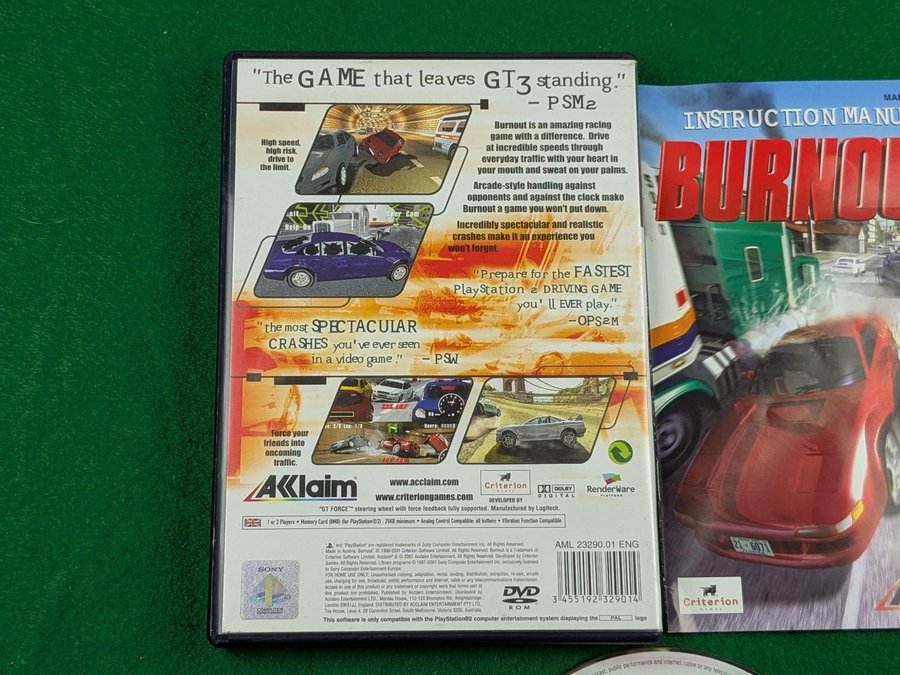 "The GAME that leaves GT3 standing."
- PSM2
High speed,
high risk,
drive to
the limit.
Burnout is an amazing racing
game with a difference. Drive
at incredible speeds through
everyday traffic with your heart in
your mouth and sweat on your palms.
Arcade-style handling against
opponents and against the clock make
Burnout a game you won't put down.
Incredibly spectacular and realistic
crashes make it an experience you
won't forget.
"Prepare for the FASTEST
PlayStation 2 DRIVING GAME
you'll EVER play."
-OPS2M
"the most SPECTACULAR
CRASHES you've ever seen
in a video game." - PSW
Force your
friends into
oncoming
traffic.
AKklaim
www.acclaim.com
www.criteriongames.com
DEVELOPED BY
Criterion
GAMES
DOLBY
DIGITAL
RenderWare
PLATFORM
"GT FORCE" steering wheel with force feedback fully supported. Manufactured by Logitech.
1 or 2 Players • Memory Card (8MB) (for PlayStation®2) : 256B minimum • Analog Control Compatible: all buttons • Vibration Function Compatible
SONY
COMPUTER
AML 23290.01 ENG
3 455192 329014
DVD
ROM
This software is only compatible with the PlayStation®2 computer entertainment system displaying the PAL logo
INSTRUCTION MANU
BURNOU
21 6071
Criterion
GAMES